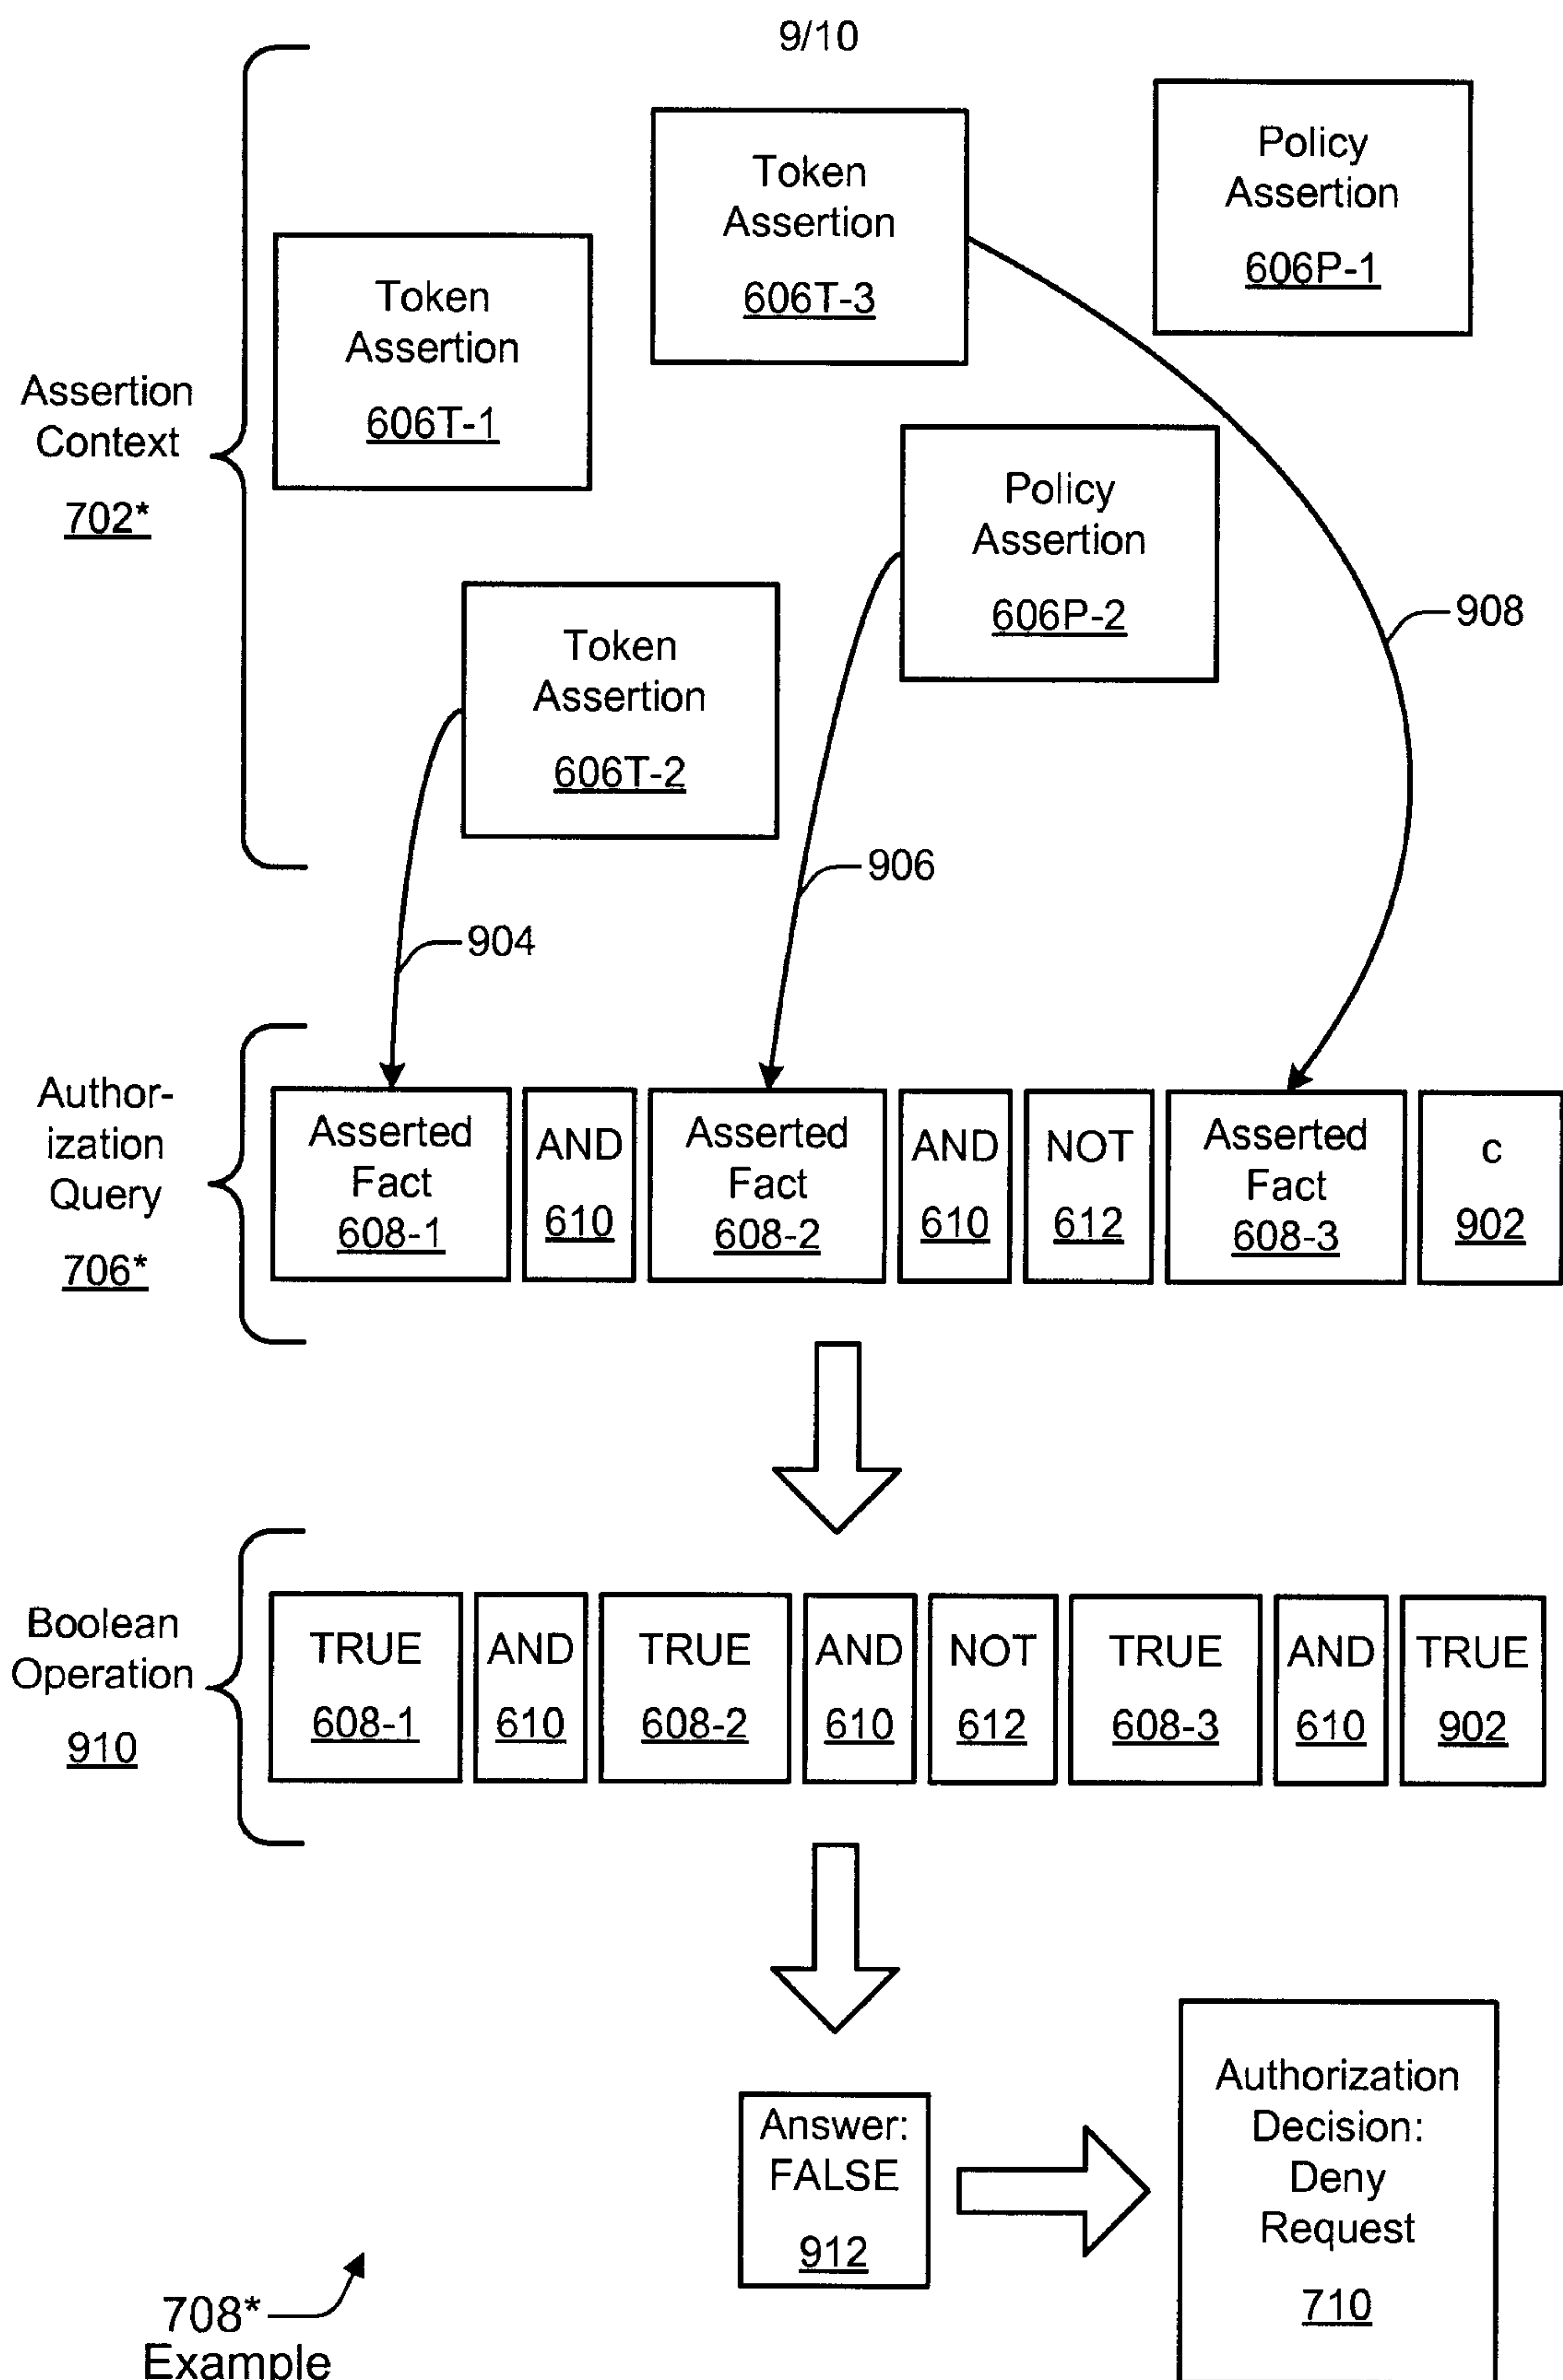 9/10
Policy
Assertion
606P-1
Token
Assertion
606T-3
Token
Assertion
606T-1
Assertion
Context
702*
Policy
Assertion
606P-2
908
Token
Assertion
606T-2
906
904
Author-
ization
Query
706*
Asserted
Fact
608-1
AND
610
Asserted
Fact
608-2
AND
610
NOT
612
Asserted
Fact
608-3
c
902
Boolean
Operation
910
TRUE
608-1
AND
610
TRUE
608-2
AND
610
NOT
612
TRUE
608-3
AND
610
TRUE
902
Answer:
FALSE
912
Authorization
Decision:
Deny
Request
710
708*
Example